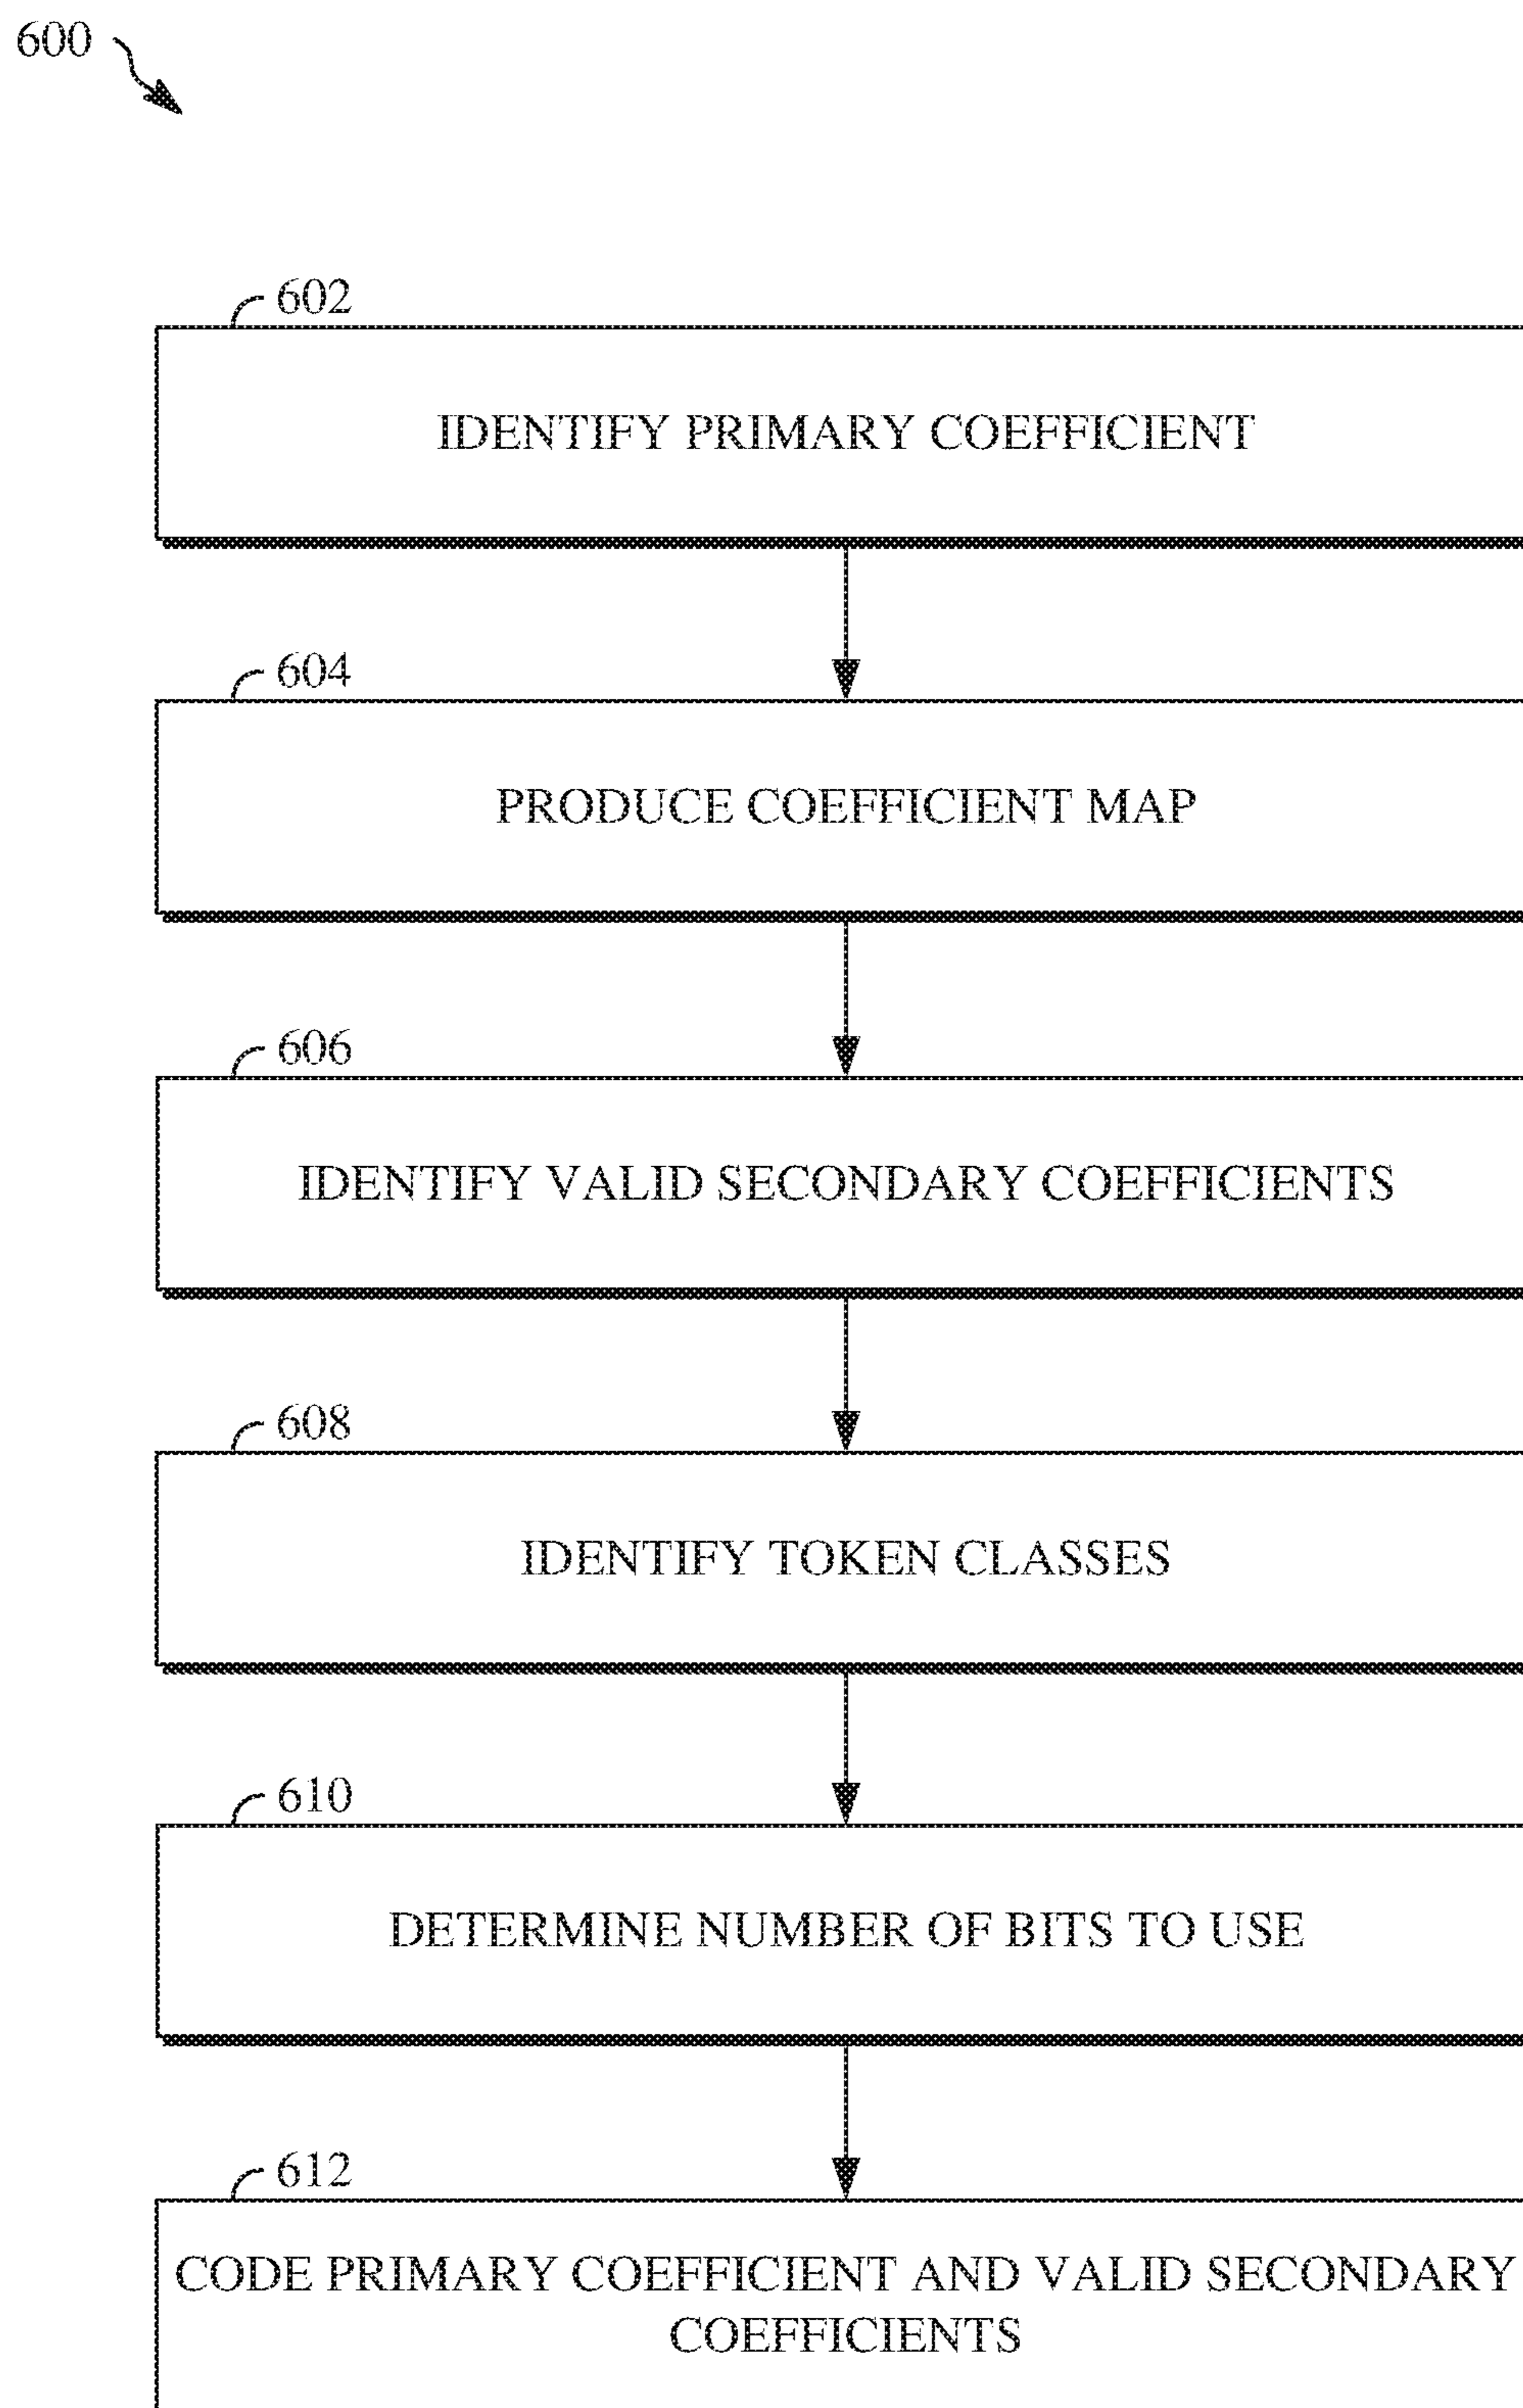 600
602
IDENTIFY PRIMARY COEFFICIENT
604
PRODUCE COEFFICIENT MAP
606
IDENTIFY VALID SECONDARY COEFFICIENTS
608
IDENTIFY TOKEN CLASSES
610
DETERMINE NUMBER OF BITS TO USE
612
CODE PRIMARY COEFFICIENT AND VALID SECONDARY
COEFFICIENTS